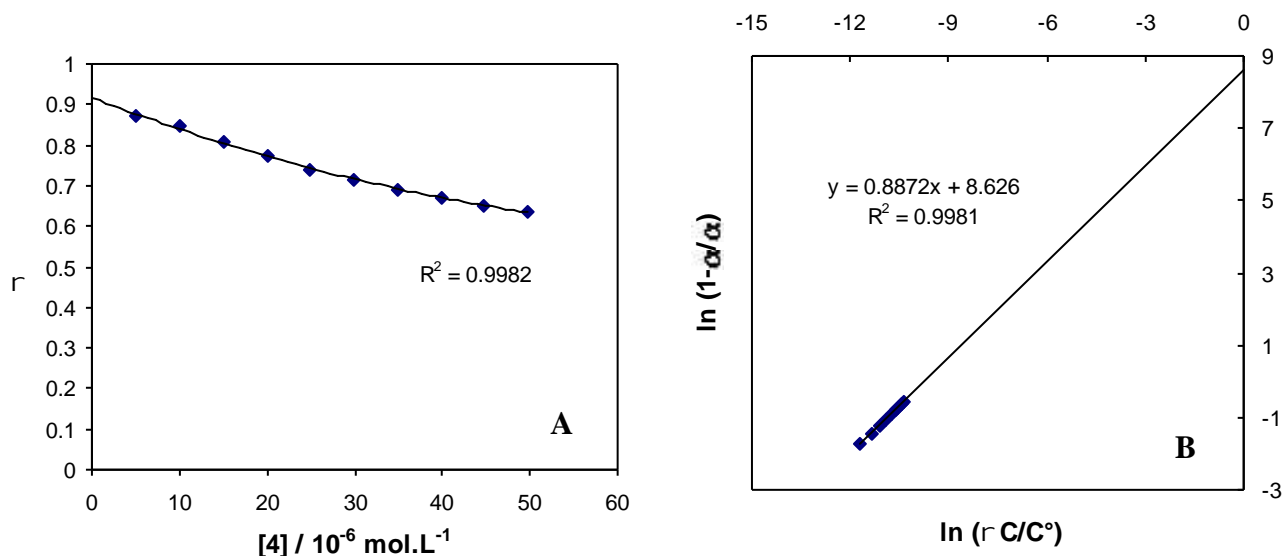 1
0.9
0.8
0.7
0.6
0.5
0.4
0.3
0.2
0.1
0
r
R² = 0.9982
A
0 10 20 30 40 50 60
[4] / 10⁻⁶ mol.L⁻¹
-15 -12 -9 -6 -3 0
9
7
5
3
1
-1
-3
y = 0.8872x + 8.626
R² = 0.9981
ln (1-α/α)
B
ln (r C/C°)